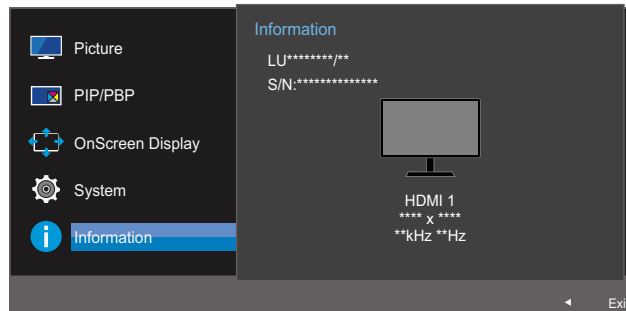 Picture
PIP/PBP
OnScreen Display
System
Information
Information
LU********/**
S/N:**************
HDMI 1
**** x ****
**kHz **Hz
Exi